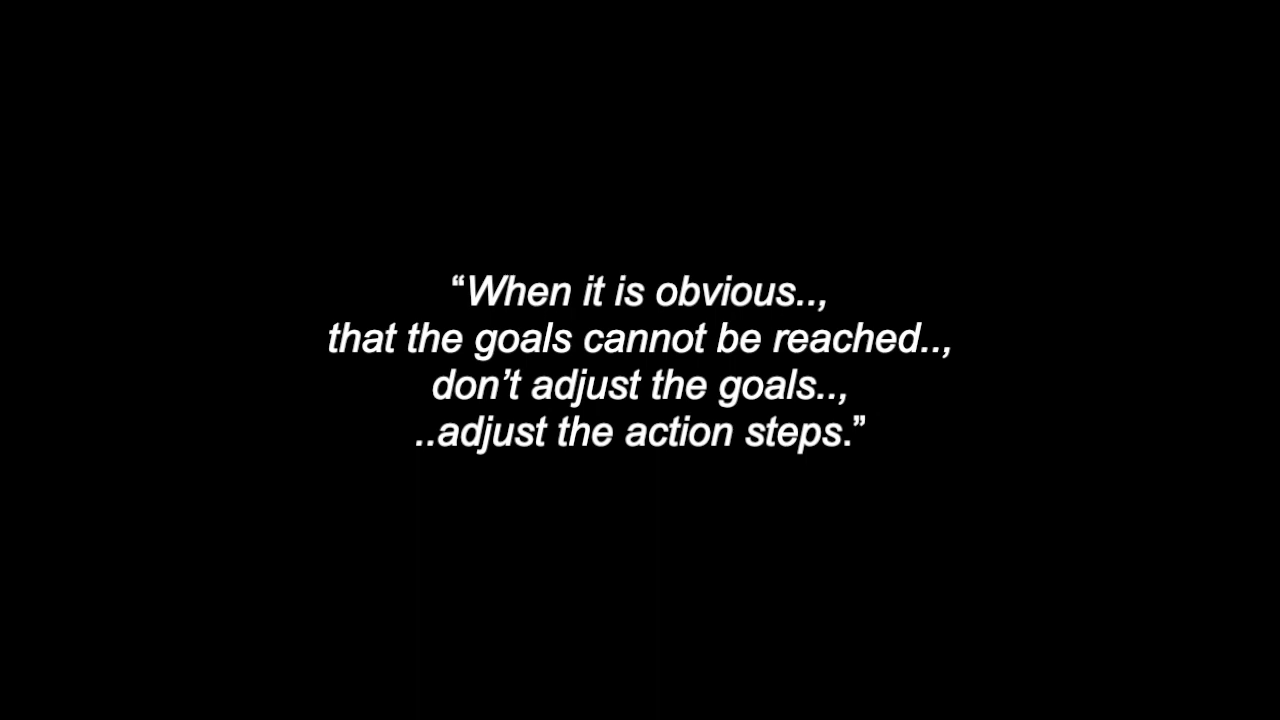 “When it is obvious..,
that the goals cannot be reached..,
don’t adjust the goals..,
..adjust the action steps.”